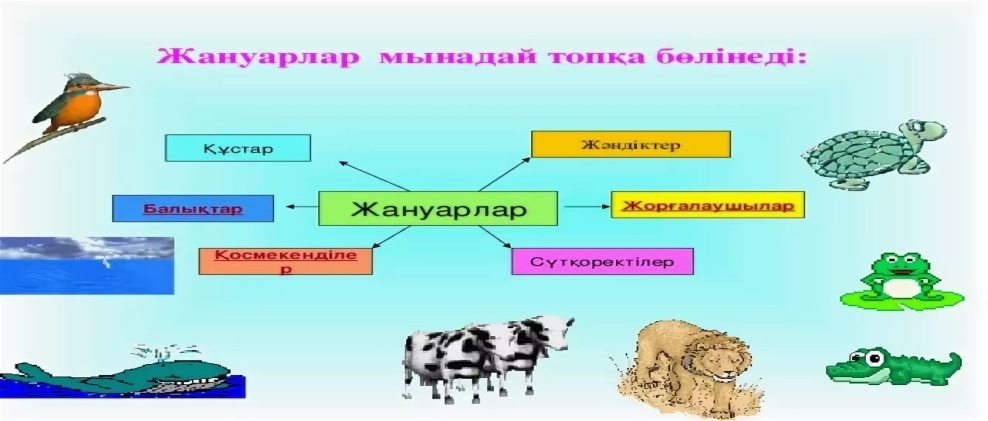 Жануарлар мынадай топқа бөлінеді:
Құстар
Жәндіктер
Балықтар
Жануарлар
Жорғалаушылар
Қосмекенділе
р
Сүтқоректілер